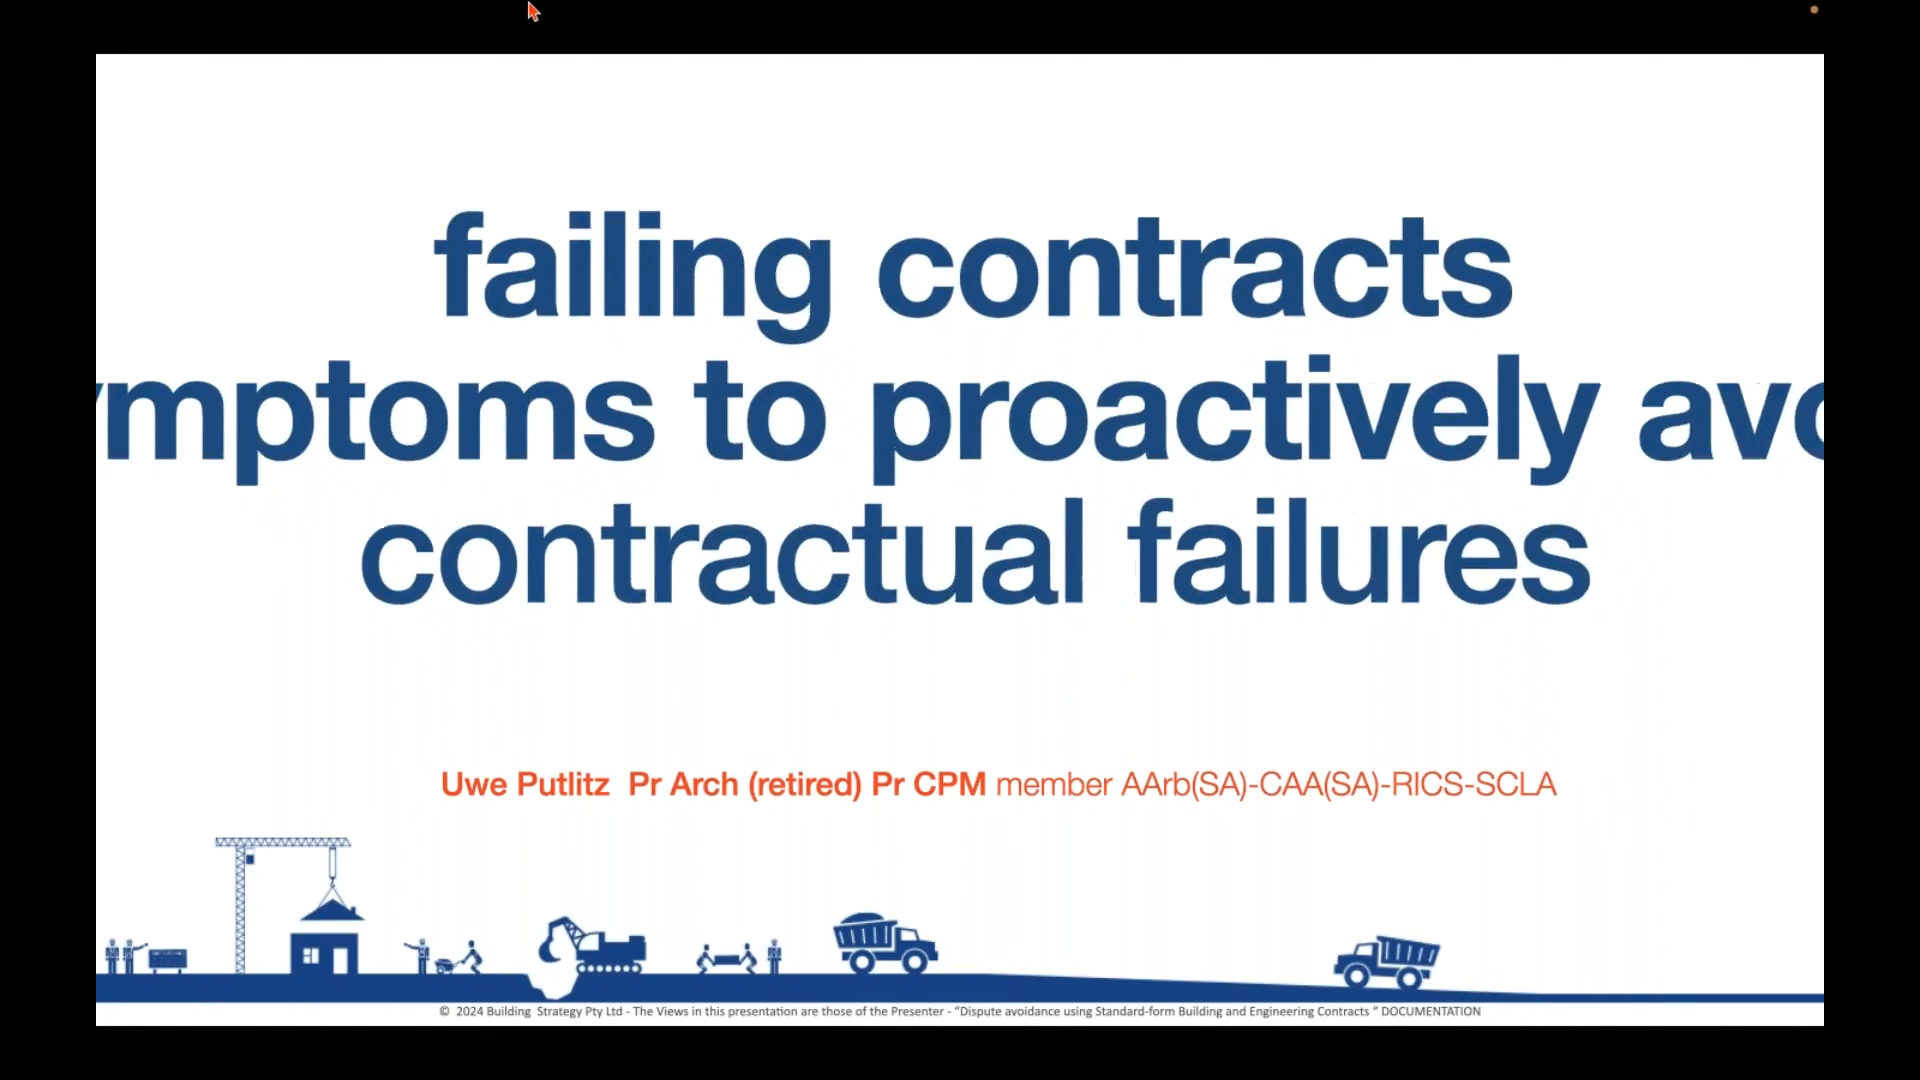 failing contracts
ymptoms to proactively avo
contractual failures
Uwe Putlitz Pr Arch (retired) Pr CPM member AArb(SA)-CAA(SA)-RICS-SCLA
© 2024 Building Strategy Pty Ltd - The Views in this presentation are those of the Presenter - “Dispute avoidance using Standard-form Building and Engineering Contracts “ DOCUMENTATION